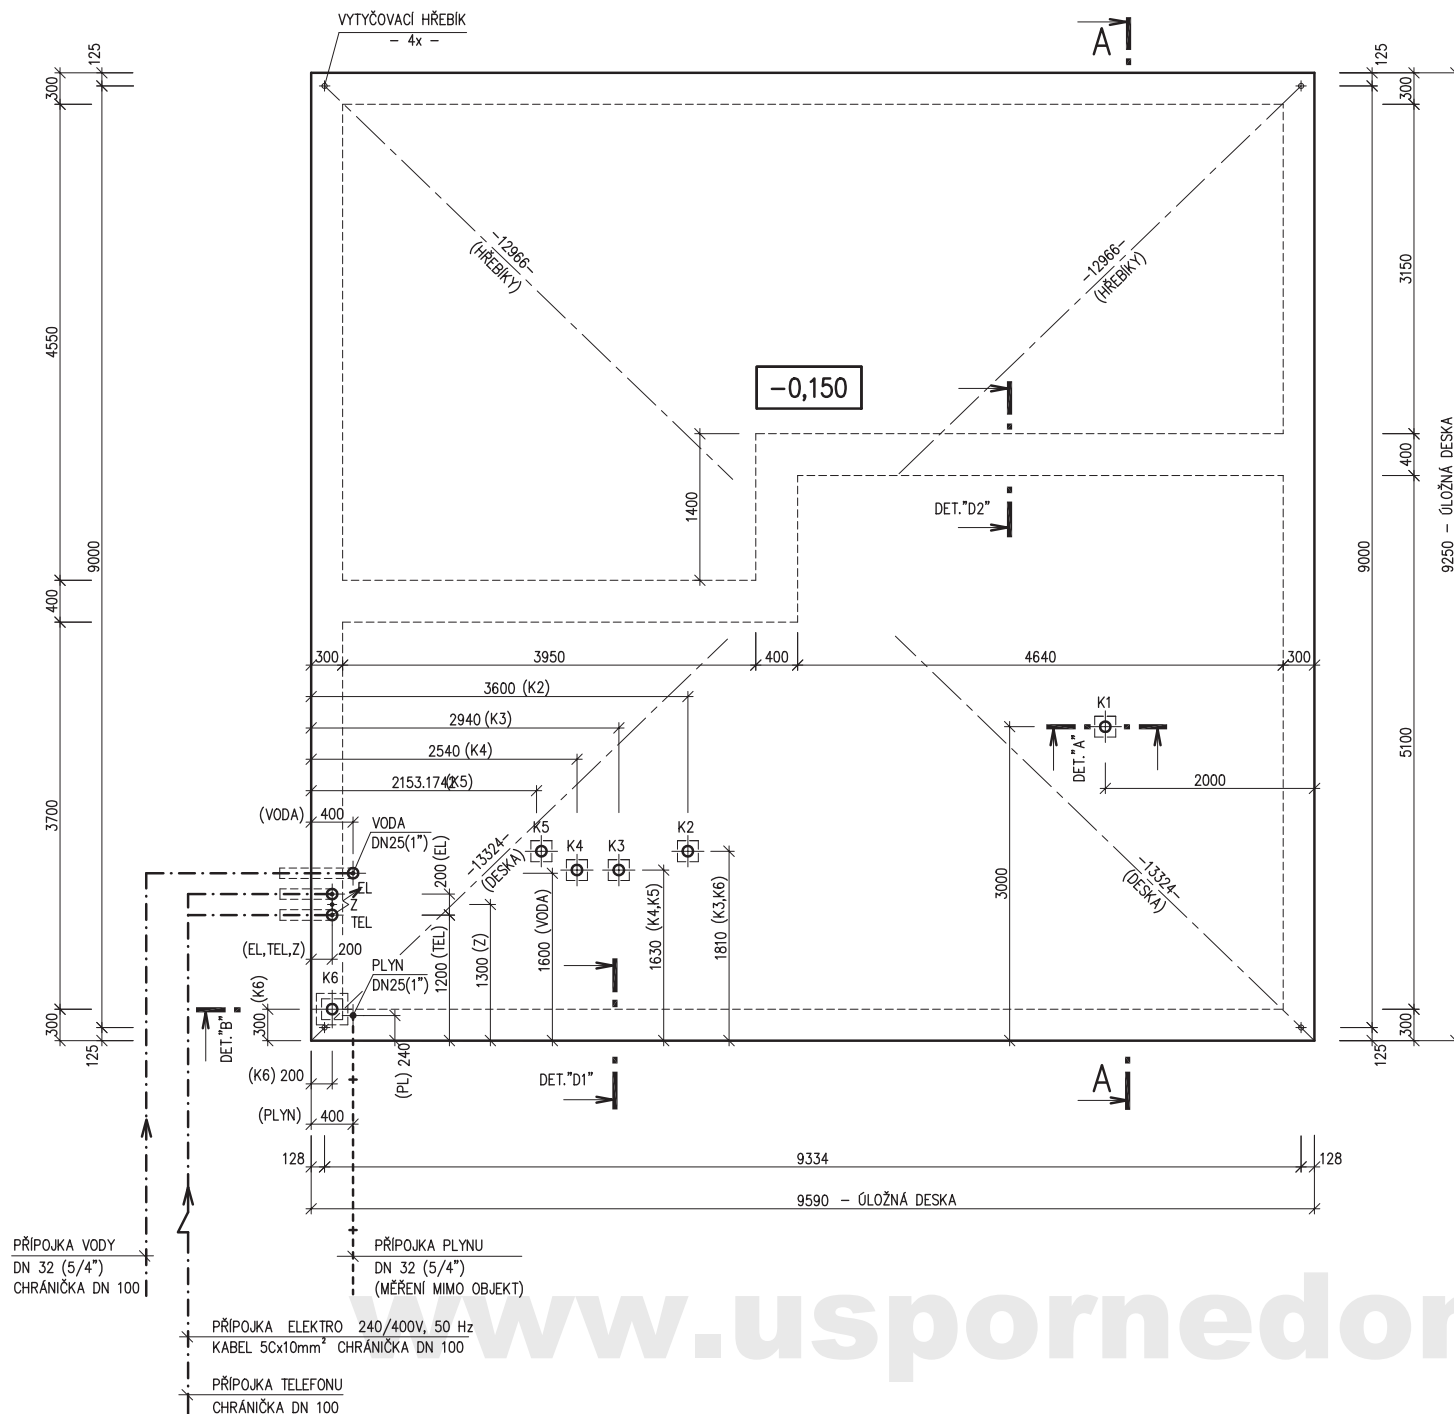 VYTYČOVACÍ HŘEBÍK
- 4x -
A
125
300
125
300
-12966-
(HŘEBÍKY)
-12966-
(HŘEBÍKY)
3150
4550
-0,150
400
1400
DET."D2"
9000
9000
9250 - ÚLOŽNÁ DESKA
400
300
3950
400
4640
300
3600 (K2)
2940 (K3)
K1
2540 (K4)
DET."A"
5100
2153.1742(K5)
2000
3700
(VODA)
400
VODA
DN25(1")
K5
K4
K3
K2
-13324-
(DESKA)
200 (EL)
-13324-
(DESKA)
3000
EL
Z
TEL
(EL,TEL,Z)
200
1200 (TEL)
1300 (Z)
1600 (VODA)
1630 (K4,K5)
1810 (K3,K6)
K6
PLYN
DN25(1")
300 (K6)
300
125
DET."B"
300
125
(K6) 200
(PL) 240
DET."D1"
A
(PLYN)
400
128
9334
128
9590 - ÚLOŽNÁ DESKA
PŘÍPOJKA VODY
DN 32 (5/4")
CHRÁNIČKA DN 100
PŘÍPOJKA PLYNU
DN 32 (5/4")
(MĚŘENÍ MIMO OBJEKT)
PŘÍPOJKA ELEKTRO 240/400V, 50 Hz
KABEL 5Cx10mm² CHRÁNIČKA DN 100
PŘÍPOJKA TELEFONU
CHRÁNIČKA DN 100